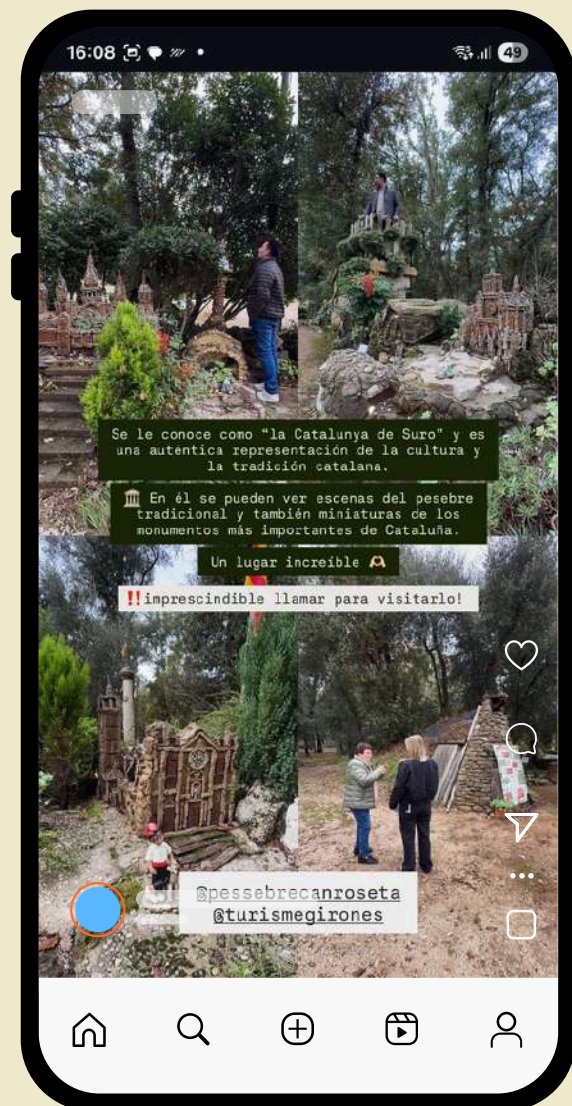 16:08
49
Se le conoce como "la Catalunya de Suro" y es
una autentica representación de la cultura y
la tradición catalana.
En él se pueden ver escenas del pesebre
tradicional y también miniaturas de los
monumentos más importantes de Cataluña.
Un lugar increíble
‼️imprescindible llamar para visitarlo!
@pessebrecanroseta
@turismegirones